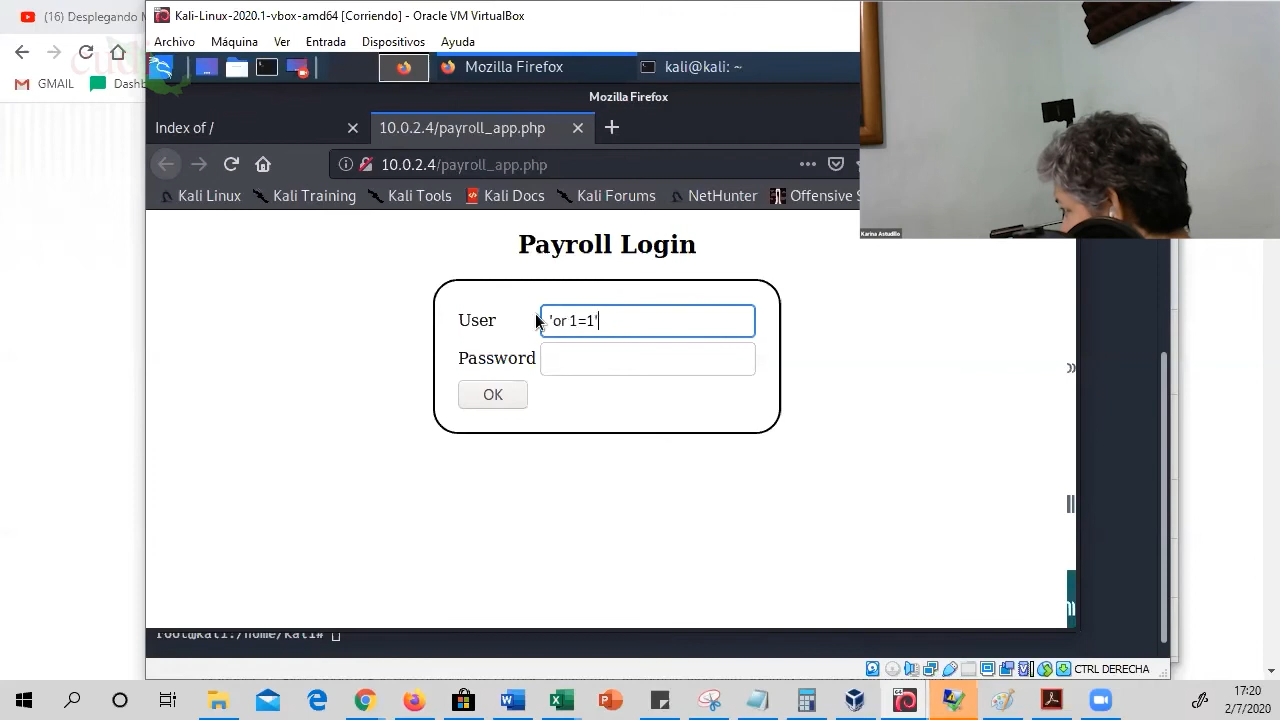 (16) Desplegando
Kali-Linux-2020.1-vbox-amd64 [Corriendo] - Oracle VM VirtualBox
Archivo Máquina Ver Entrada Dispositivos Ayuda
Mozilla Firefox kali@kali: ~
GMAIL Dashb
Mozilla Firefox
Index of / 10.0.2.4/payroll_app.php
10.0.2.4/payroll_app.php
Kali Linux Kali Training Kali Tools Kali Docs Kali Forums NetHunter Offensive S
Karina Astudillo
Payroll Login
User 'or 1=1'
Password
OK
root@kali:/home/kali#
CTRL DERECHA
17:20
2/7/2020